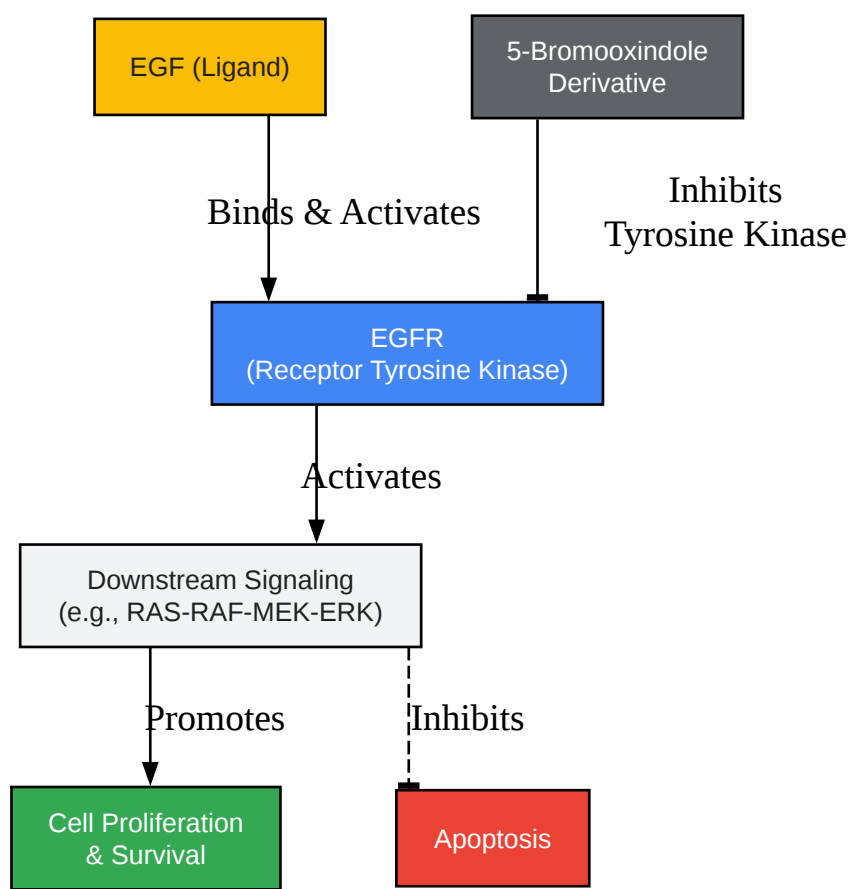 EGF (Ligand)
5-Bromooxindole
Derivative
Binds & Activates
Inhibits
Tyrosine Kinase
EGFR
(Receptor Tyrosine Kinase)
Activates
Downstream Signaling
(e.g., RAS-RAF-MEK-ERK)
Promotes
Inhibits
Cell Proliferation
& Survival
Apoptosis